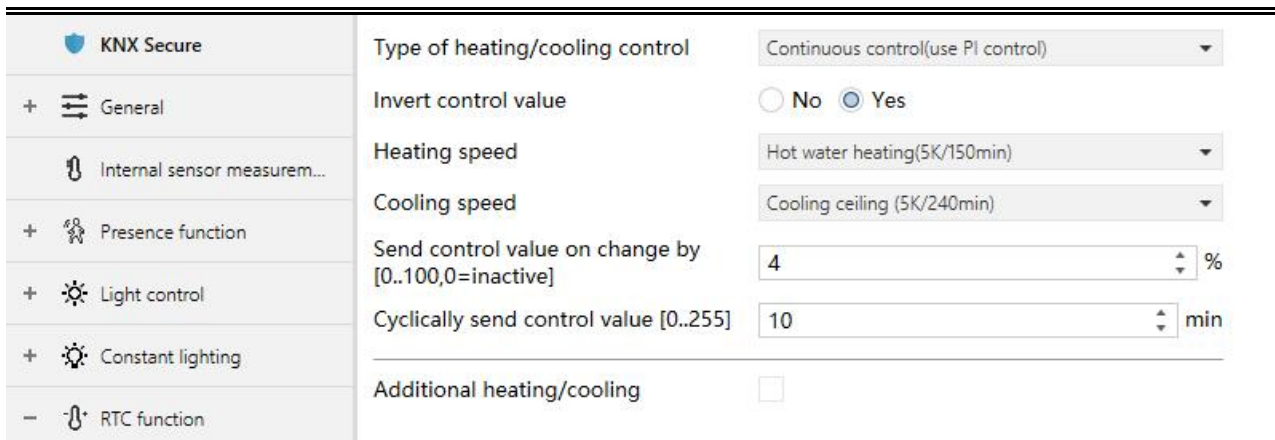 KNX Secure
+ General
Internal sensor measurem...
+ Presence function
+ Light control
+ Constant lighting
− RTC function
Type of heating/cooling control
Continuous control(use PI control)
Invert control value
No Yes
Heating speed
Hot water heating(5K/150min)
Cooling speed
Cooling ceiling (5K/240min)
Send control value on change by
[0..100,0=inactive]
4 %
Cyclically send control value [0..255]
10 min
Additional heating/cooling